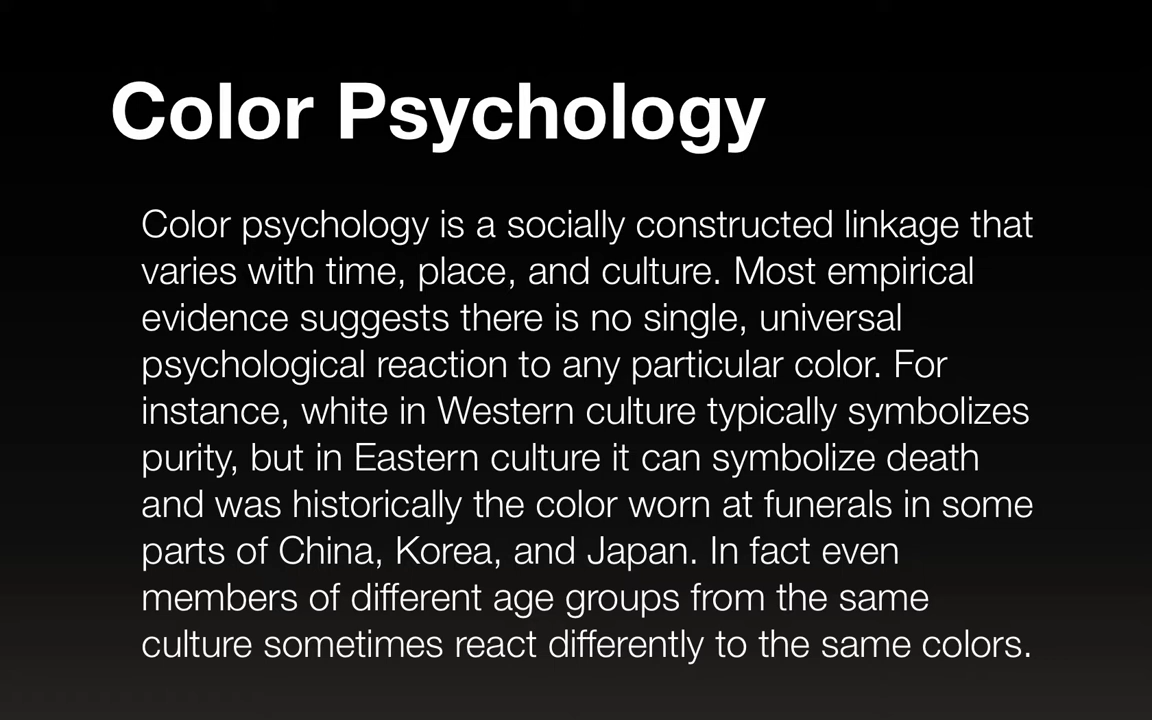 Color Psychology
Color psychology is a socially constructed linkage that
varies with time, place, and culture. Most empirical
evidence suggests there is no single, universal
psychological reaction to any particular color. For
instance, white in Western culture typically symbolizes
purity, but in Eastern culture it can symbolize death
and was historically the color worn at funerals in some
parts of China, Korea, and Japan. In fact even
members of different age groups from the same
culture sometimes react differently to the same colors.